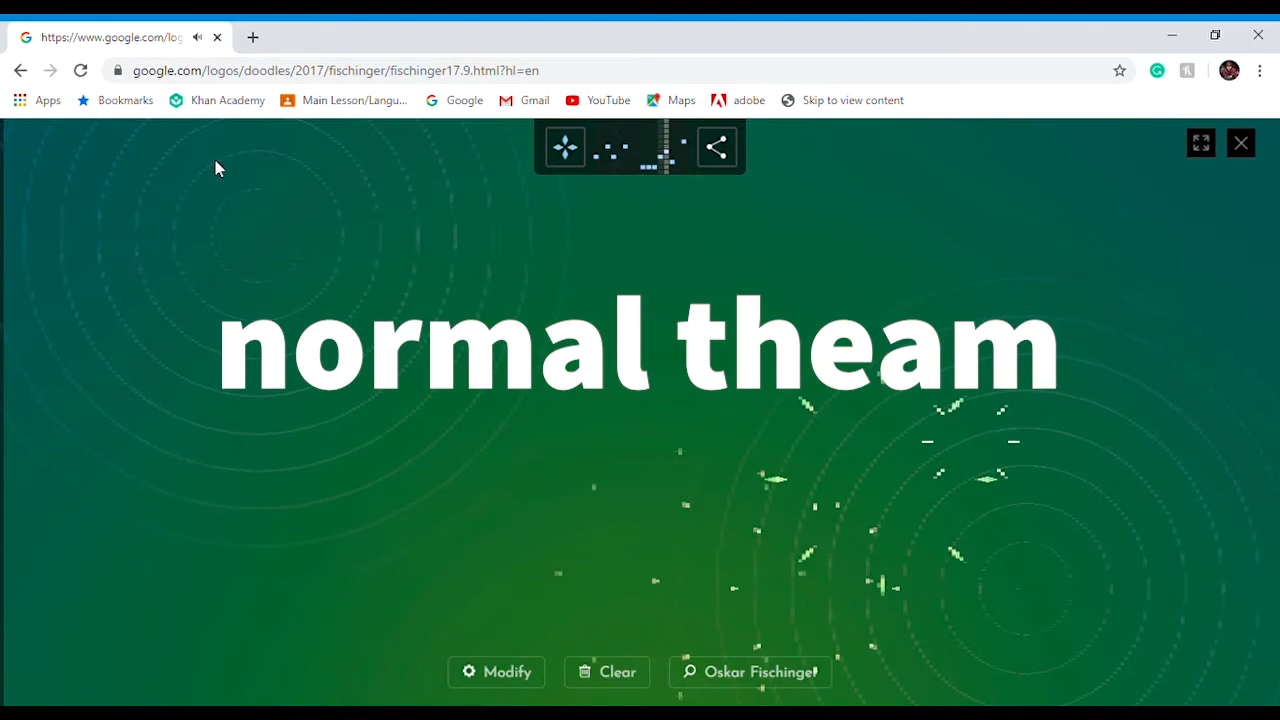 https://www.google.com/log
google.com/logos/doodles/2017/fischinger/fischinger17.9.html?hl=en
Apps Bookmarks Khan Academy Main Lesson/Langu... Google Gmail YouTube Maps adobe Skip to view content
normal theam
Modify Clear Oskar Fischinger